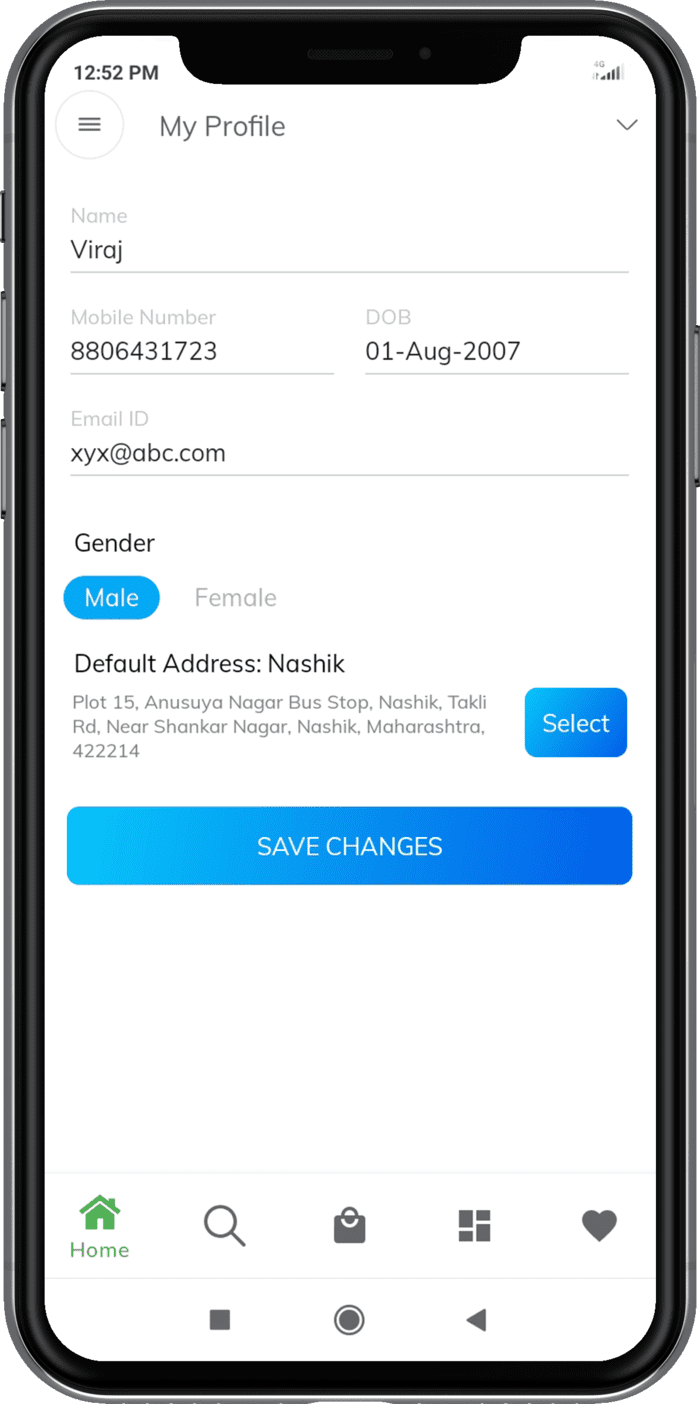 12:52 PM
4G
My Profile
Name
Viraj
Mobile Number
DOB
8806431723
01-Aug-2007
Email ID
xyx@abc.com
Gender
Male
Female
Default Address: Nashik
Plot 15, Anusuya Nagar Bus Stop, Nashik, Takli
Rd, Near Shankar Nagar, Nashik, Maharashtra,
422214
Select
SAVE CHANGES
Home